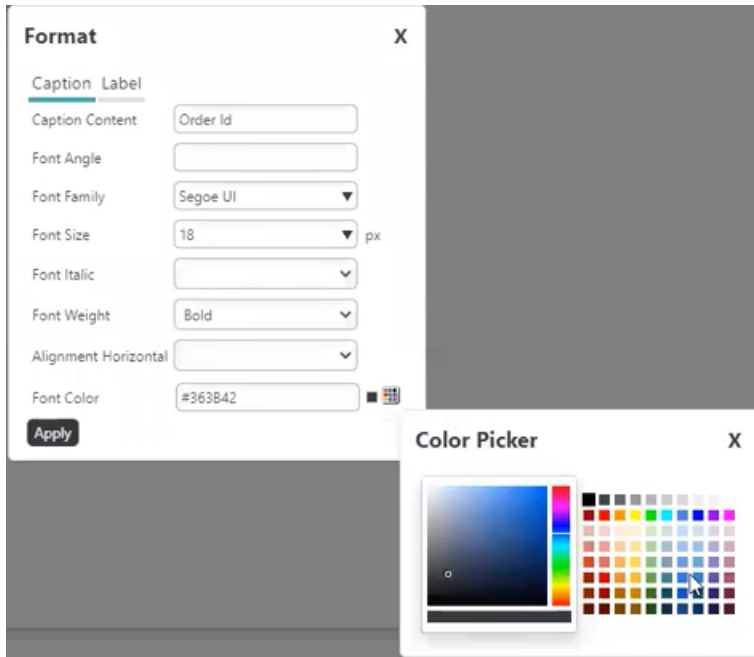 Format X
Caption Label
Caption Content Order Id
Font Angle
Font Family Segoe UI
Font Size 18 px
Font Italic
Font Weight Bold
Alignment Horizontal
Font Color #363B42
Apply
Color Picker X